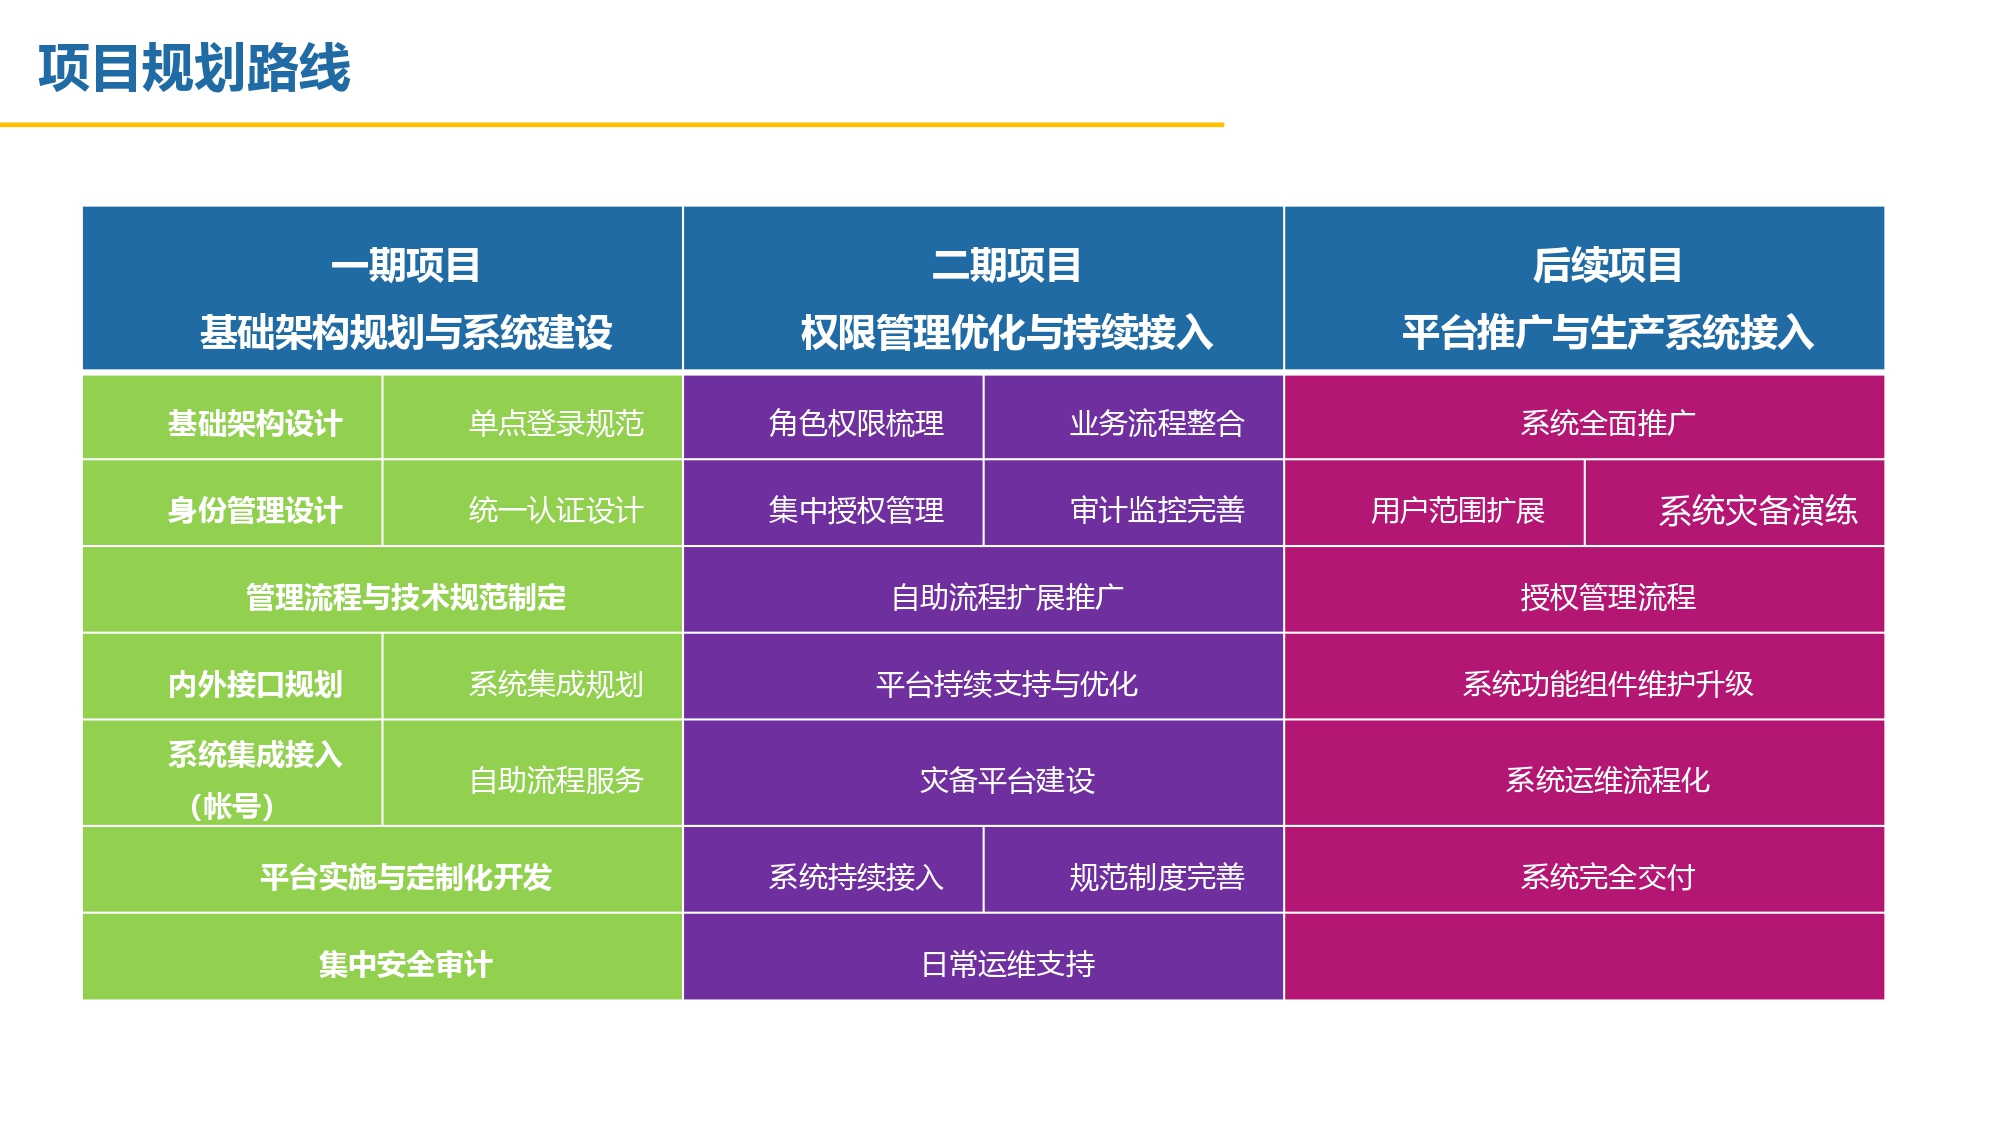 项目规划路线
一期项目
基础架构规划与系统建设
二期项目
权限管理优化与持续接入
后续项目
平台推广与生产系统接入
基础架构设计
单点登录规范
角色权限梳理
业务流程整合
系统全面推广
身份管理设计
统一认证设计
集中授权管理
审计监控完善
用户范围扩展
系统灾备演练
管理流程与技术规范制定
自助流程扩展推广
授权管理流程
内外接口规划
系统集成规划
平台持续支持与优化
系统功能组件维护升级
系统集成接入
（帐号）
自助流程服务
灾备平台建设
系统运维流程化
平台实施与定制化开发
系统持续接入
规范制度完善
系统完全交付
集中安全审计
日常运维支持